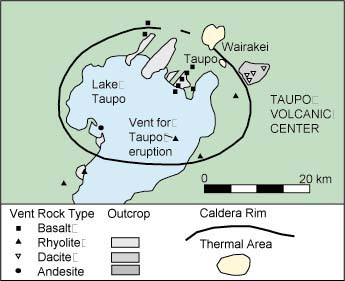 Wairakei
Taupo
Lake
Taupo
TAUPO
VOLCANIC
CENTER
Vent for
Taupo
eruption
0 20 km
Vent Rock Type Outcrop Caldera Rim
Basalt
Rhyolite
Dacite
Andesite
Thermal Area